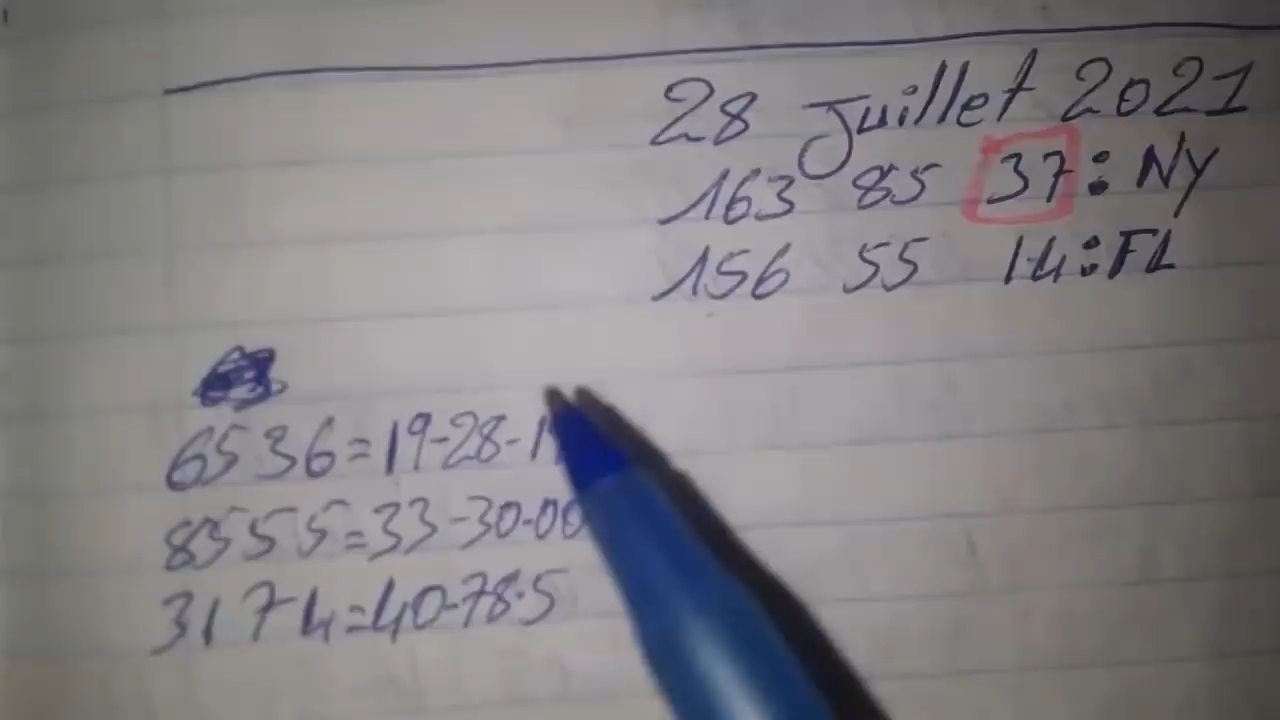 28 Juillet 2021
163 85 37: NY
156 55 14: FL
6536=19-28-
8555=33-30-00
3174=40-78-5